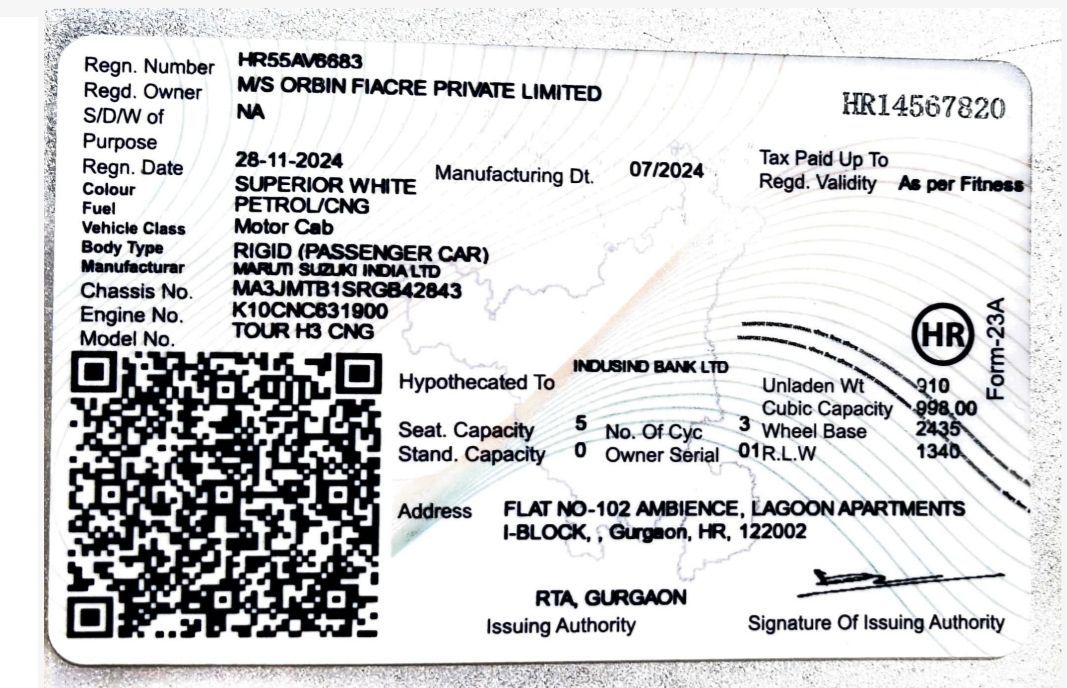 Regn. Number HR55AV6683
Regd. Owner M/S ORBIN FIACRE PRIVATE LIMITED
HR14567820
S/D/W of NA
Purpose
Regn. Date 28-11-2024 Manufacturing Dt. 07/2024 Tax Paid Up To
Colour SUPERIOR WHITE Regd. Validity As per Fitness
Fuel PETROL/CNG
Vehicle Class Motor Cab
Body Type RIGID (PASSENGER CAR)
Manufacturar MARUTI SUZUKI INDIA LTD
Chassis No. MA3JMTB1SRGB42843
Engine No. K10CNC631900
Model No. TOUR H3 CNG
HR
Form-23A
Hypothecated To INDUSIND BANK LTD Unladen Wt 910
Cubic Capacity 998.00
Seat. Capacity 5 No. Of Cyc 3 Wheel Base 2435
Stand. Capacity 0 Owner Serial 01 R.L.W 1340
Address FLAT NO-102 AMBIENCE, LAGOON APARTMENTS
I-BLOCK, , Gurgaon, HR, 122002
RTA, GURGAON
Issuing Authority Signature Of Issuing Authority